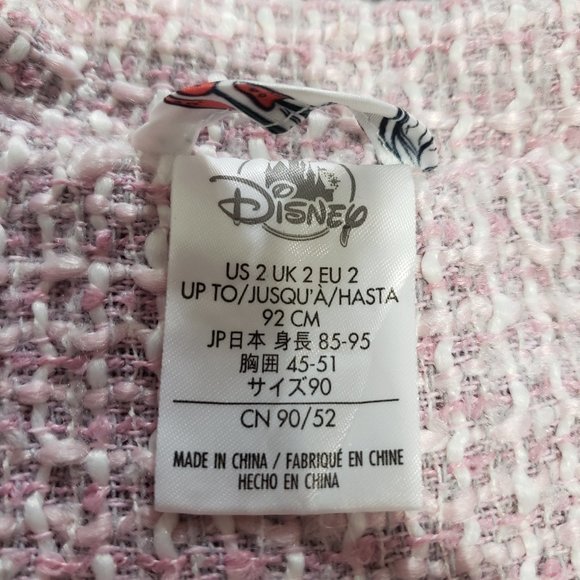 Disney
US 2 UK 2 EU 2
UP TO/JUSQU'À/HASTA
92 CM
JP日本 身長 85-95
胸囲 45-51
サイズ90
CN 90/52
MADE IN CHINA / FABRIQUÉ EN CHINE
HECHO EN CHINA